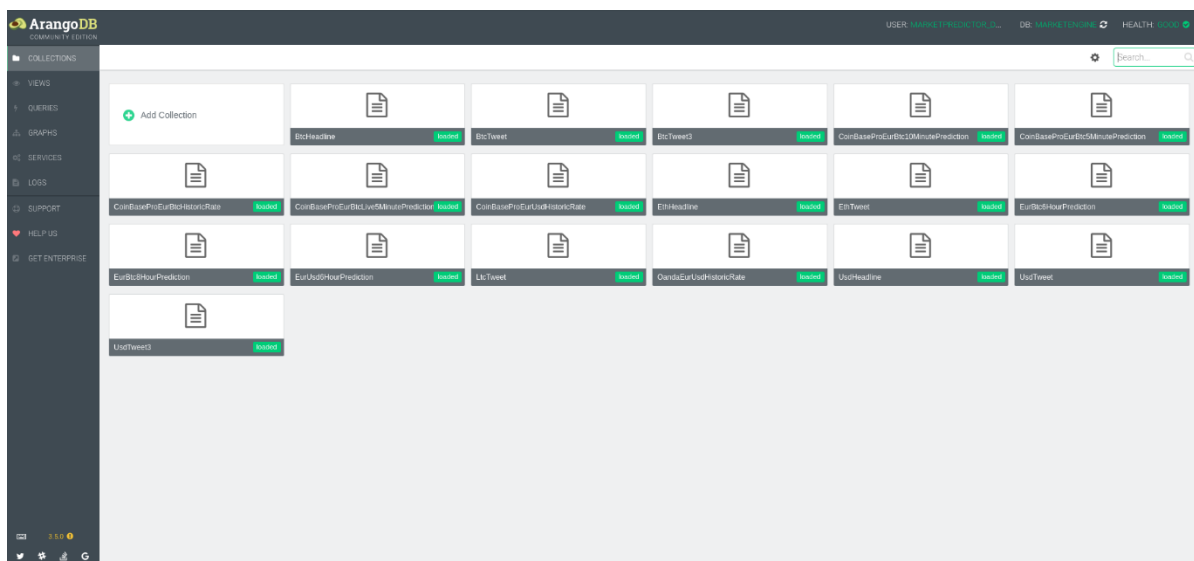 ArangoDB
COMMUNITY EDITION
USER: MARKETPREDICTOR_D... DB: MARKETENGINE HEALTH: GOOD
COLLECTIONS
Search...
VIEWS
QUERIES
GRAPHS
SERVICES
LOGS
SUPPORT
HELP US
GET ENTERPRISE
Add Collection
BtcHeadline loaded
BtcTweet loaded
BtcTweet3 loaded
CoinBaseProEurBtc10MinutePrediction loaded
CoinBaseProEurBtc5MinutePrediction loaded
CoinBaseProEurBtcHistoricRate loaded
CoinBaseProEurBtcLive5MinutePrediction loaded
CoinBaseProEurUsdHistoricRate loaded
EthHeadline loaded
EthTweet loaded
EurBtc6HourPrediction loaded
EurBtc8HourPrediction loaded
EurUsd6HourPrediction loaded
LtcTweet loaded
OandaEurUsdHistoricRate loaded
UsdHeadline loaded
UsdTweet loaded
UsdTweet3 loaded
3.5.0